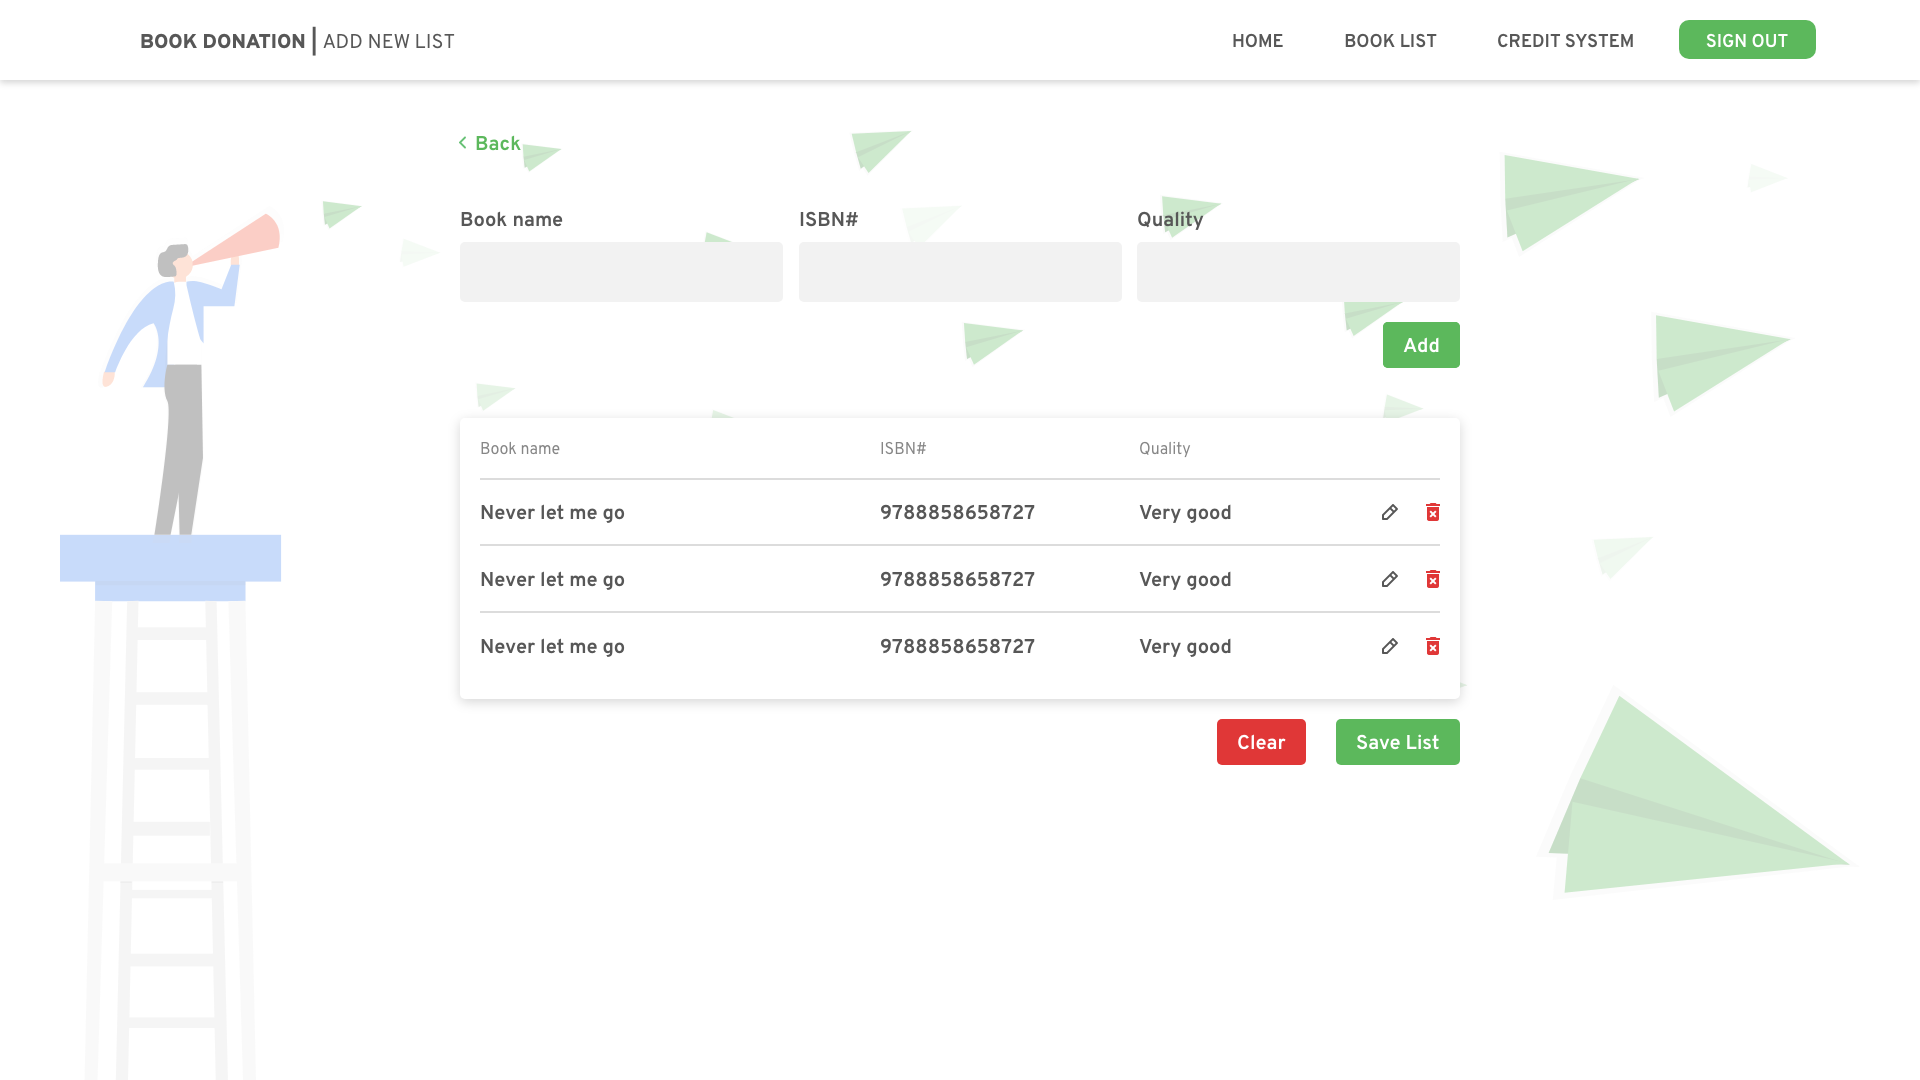 BOOK DONATION | ADD NEW LIST HOME BOOK LIST CREDIT SYSTEM SIGN OUT
Back
Book name ISBN# Quality
Add
Book name ISBN# Quality
Never let me go 9788858658727 Very good
Never let me go 9788858658727 Very good
Never let me go 9788858658727 Very good
Clear Save List